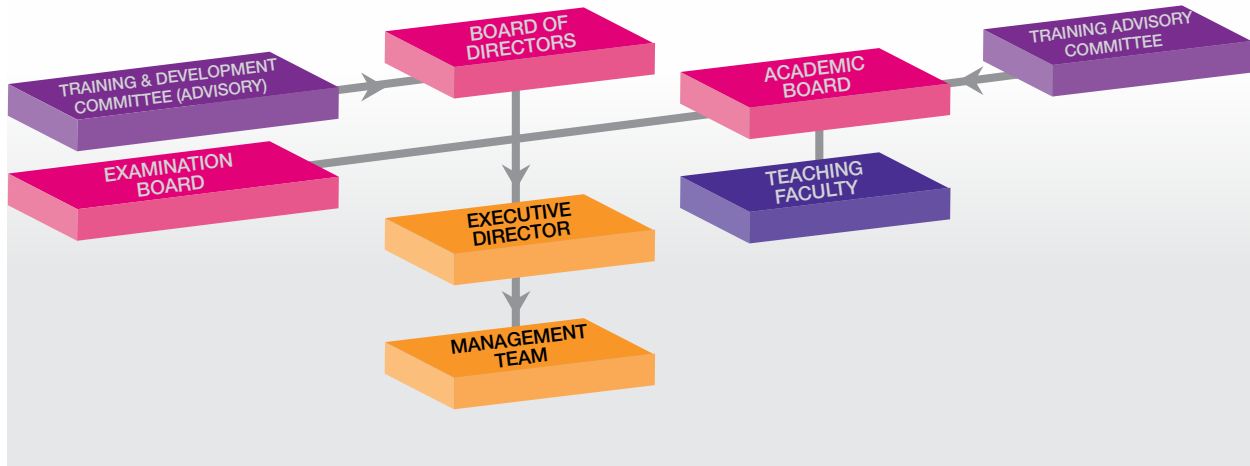 BOARD OF
DIRECTORS
TRAINING ADVISORY
COMMITTEE
TRAINING & DEVELOPMENT
COMMITTEE (ADVISORY)
ACADEMIC
BOARD
EXAMINATION
BOARD
TEACHING
FACULTY
EXECUTIVE
DIRECTOR
MANAGEMENT
TEAM